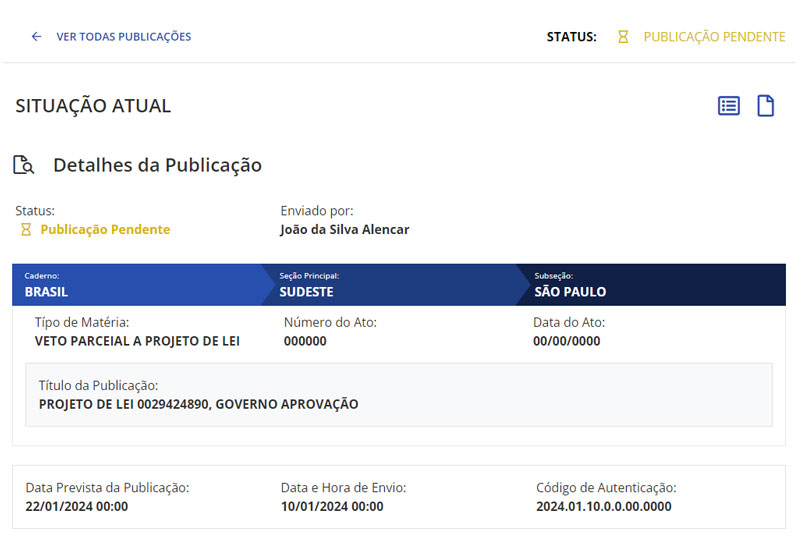 VER TODAS PUBLICAÇÕES
STATUS: PUBLICAÇÃO PENDENTE
SITUAÇÃO ATUAL
Detalhes da Publicação
Status: Enviado por:
Publicação Pendente João da Silva Alencar
Caderno: Seção Principal: Subseção:
BRASIL SUDESTE SÃO PAULO
Típo de Matéria: Número do Ato: Data do Ato:
VETO PARCEIAL A PROJETO DE LEI 000000 00/00/0000
Título da Publicação:
PROJETO DE LEI 0029424890, GOVERNO APROVAÇÃO
Data Prevista da Publicação: Data e Hora de Envio: Código de Autenticação:
22/01/2024 00:00 10/01/2024 00:00 2024.01.10.0.0.00.0000